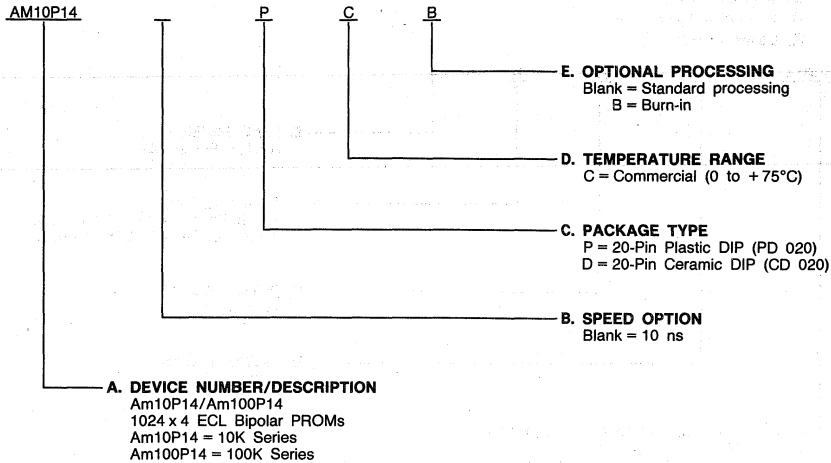 AM10P14 _ P C B
E. OPTIONAL PROCESSING
Blank = Standard processing
B = Burn-in
D. TEMPERATURE RANGE
C = Commercial (0 to +75°C)
C. PACKAGE TYPE
P = 20-Pin Plastic DIP (PD 020)
D = 20-Pin Ceramic DIP (CD 020)
B. SPEED OPTION
Blank = 10 ns
A. DEVICE NUMBER/DESCRIPTION
Am10P14/Am100P14
1024 x 4 ECL Bipolar PROMs
Am10P14 = 10K Series
Am100P14 = 100K Series